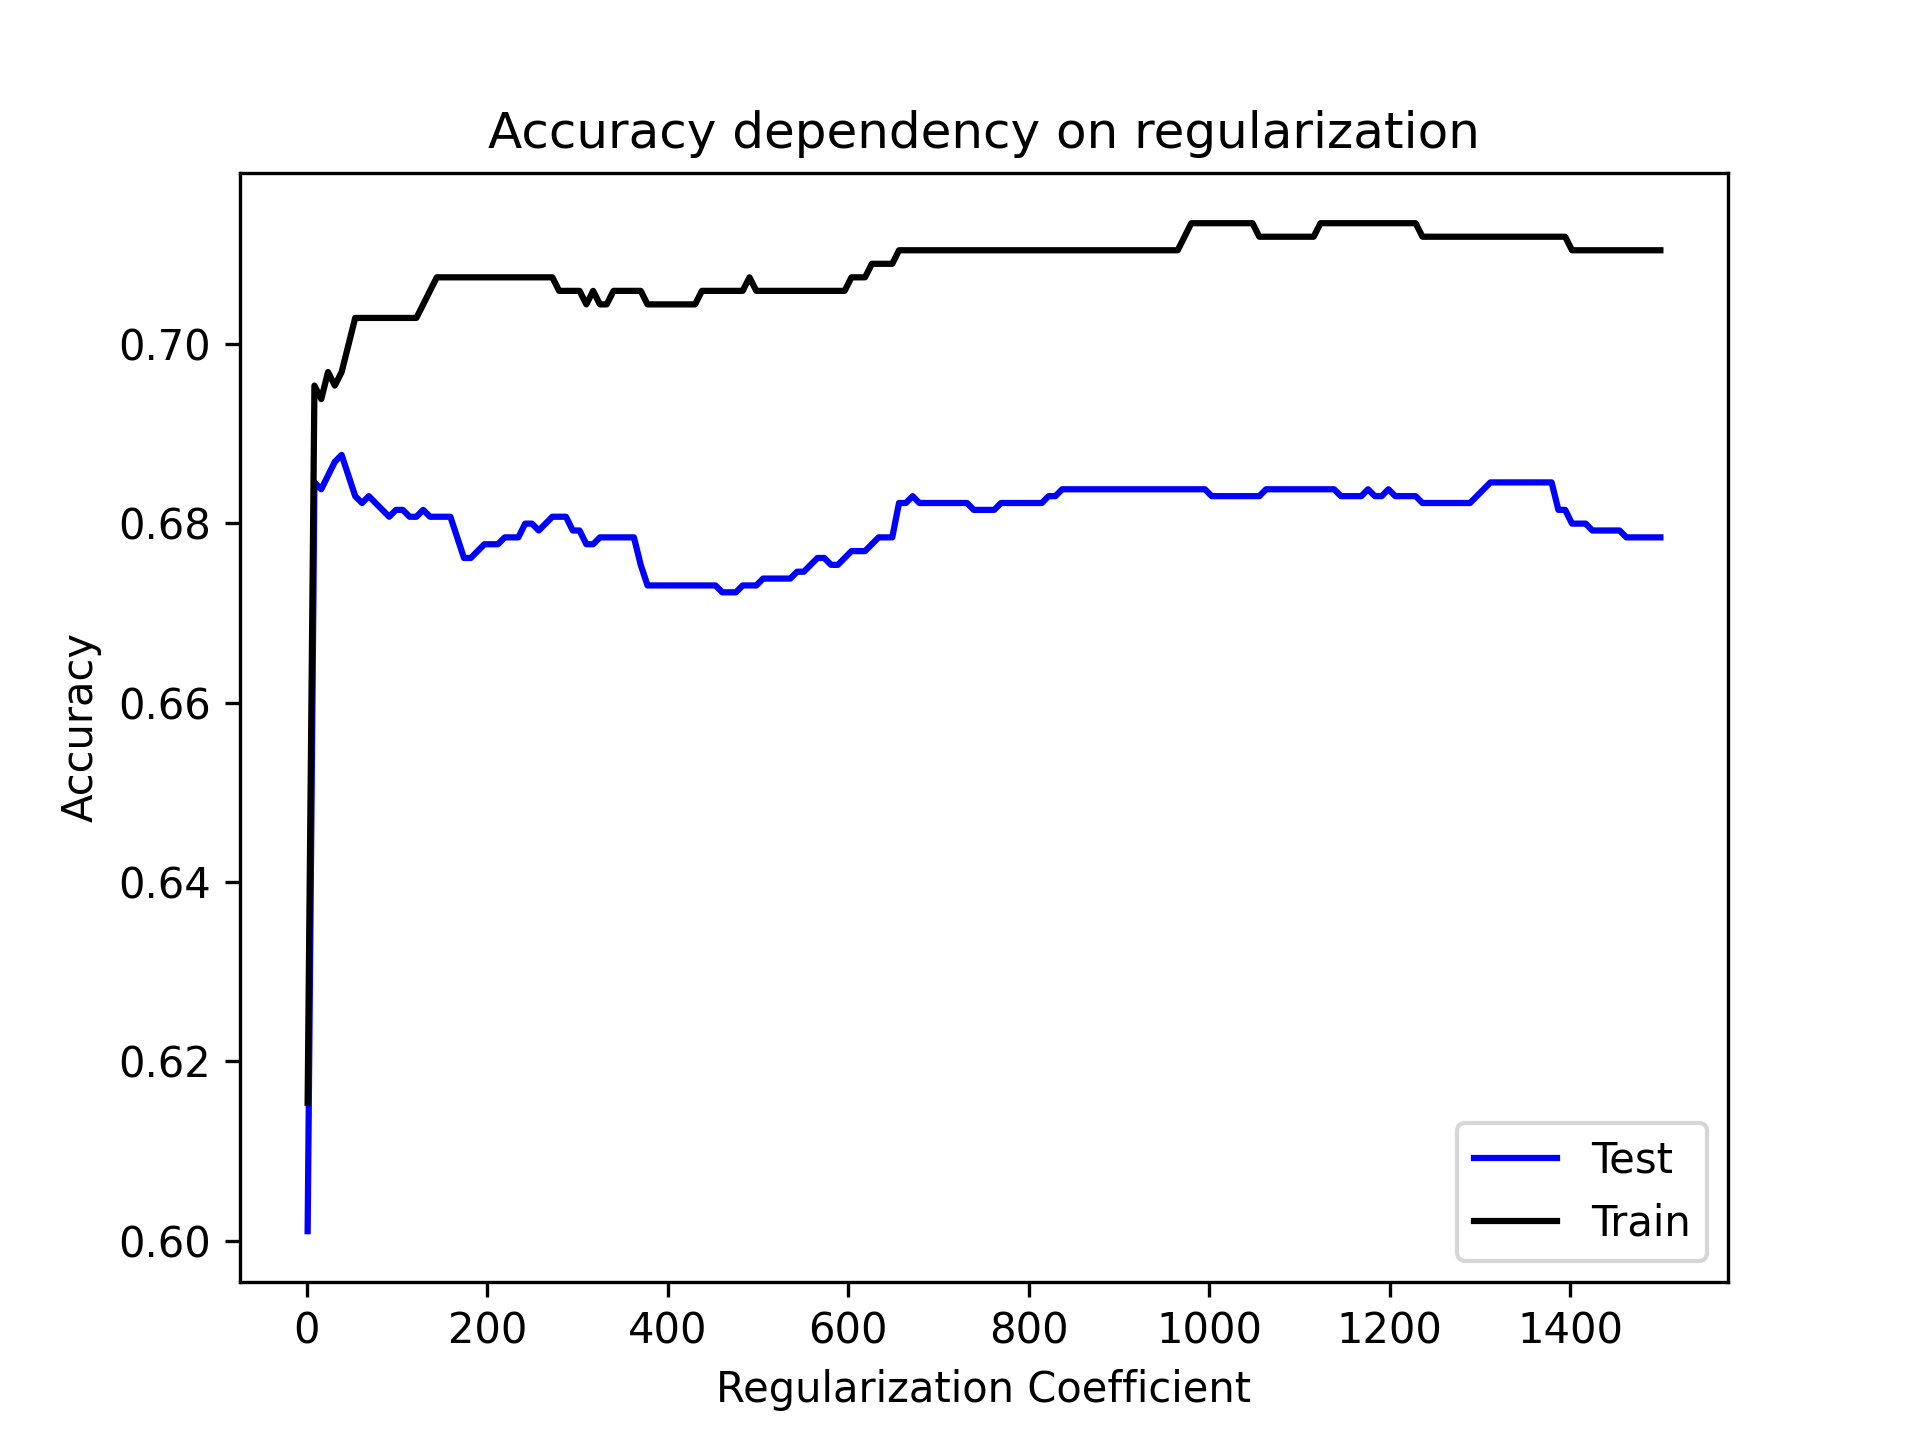 Accuracy dependency on regularization
Accuracy
0.70
0.68
0.66
0.64
0.62
0.60
0
200
400
600
800
1000
1200
1400
Regularization Coefficient
Test
Train